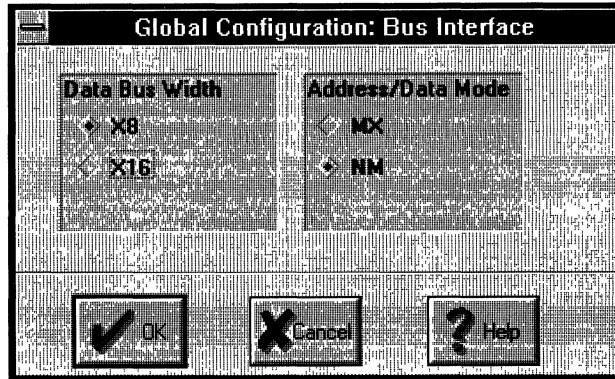 Global Configuration: Bus Interface
Data Bus Width
Address/Data Mode
X8
MX
X16
NM
OK
Cancel
Help